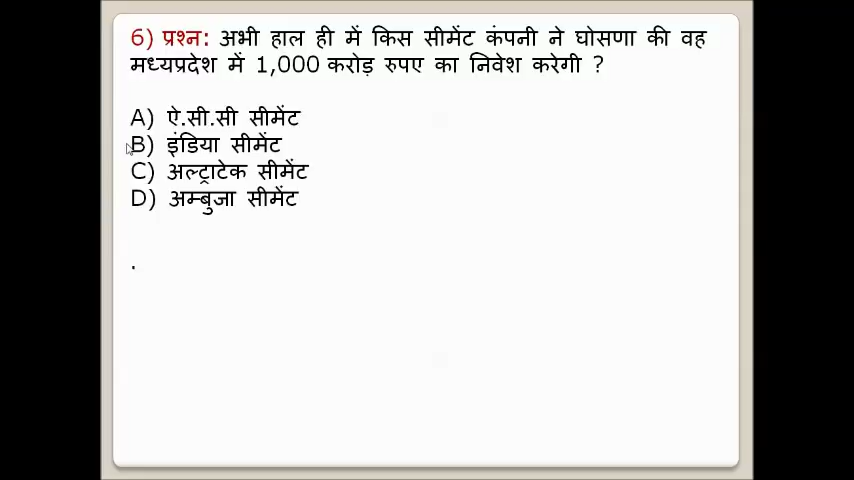 6) प्रश्न: अभी हाल ही में किस सीमेंट कंपनी ने घोसणा की वह
मध्यप्रदेश में 1,000 करोड़ रुपए का निवेश करेगी ?
A) ऐ.सी.सी सीमेंट
B) इंडिया सीमेंट
C) अल्ट्राटेक सीमेंट
D) अम्बुजा सीमेंट
.